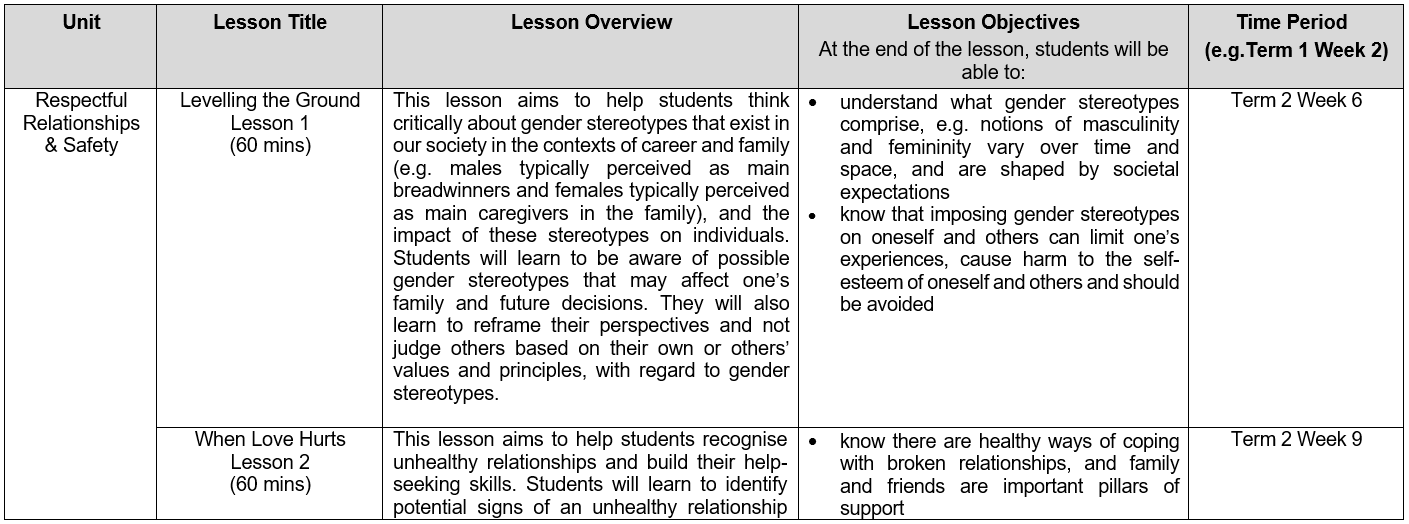 Unit
Lesson Title
Lesson Overview
Lesson Objectives
At the end of the lesson, students will be
able to:
Time Period
(e.g.Term 1 Week 2)
Respectful
Relationships
& Safety
Levelling the Ground
Lesson 1
(60 mins)
This lesson aims to help students think
critically about gender stereotypes that exist in
our society in the contexts of career and family
(e.g. males typically perceived as main
breadwinners and females typically perceived
as main caregivers in the family), and the
impact of these stereotypes on individuals.
Students will learn to be aware of possible
gender stereotypes that may affect one’s
family and future decisions. They will also
learn to reframe their perspectives and not
judge others based on their own or others’
values and principles, with regard to gender
stereotypes.
• understand what gender stereotypes
comprise, e.g. notions of masculinity
and femininity vary over time and
space, and are shaped by societal
expectations
• know that imposing gender stereotypes
on oneself and others can limit one’s
experiences, cause harm to the self-
esteem of oneself and others and should
be avoided
Term 2 Week 6
When Love Hurts
Lesson 2
(60 mins)
This lesson aims to help students recognise
unhealthy relationships and build their help-
seeking skills. Students will learn to identify
potential signs of an unhealthy relationship
• know there are healthy ways of coping
with broken relationships, and family
and friends are important pillars of
support
Term 2 Week 9